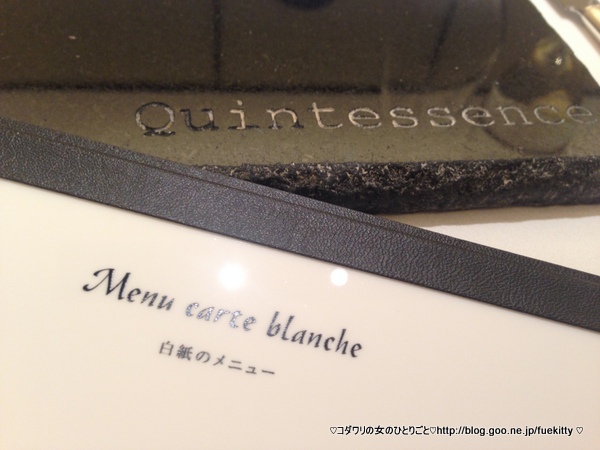 Quintessence
Menu carte blanche
白紙のメニュー
♡コダワリの女のひとりごと♡http://blog.goo.ne.jp/fuekitty ♡